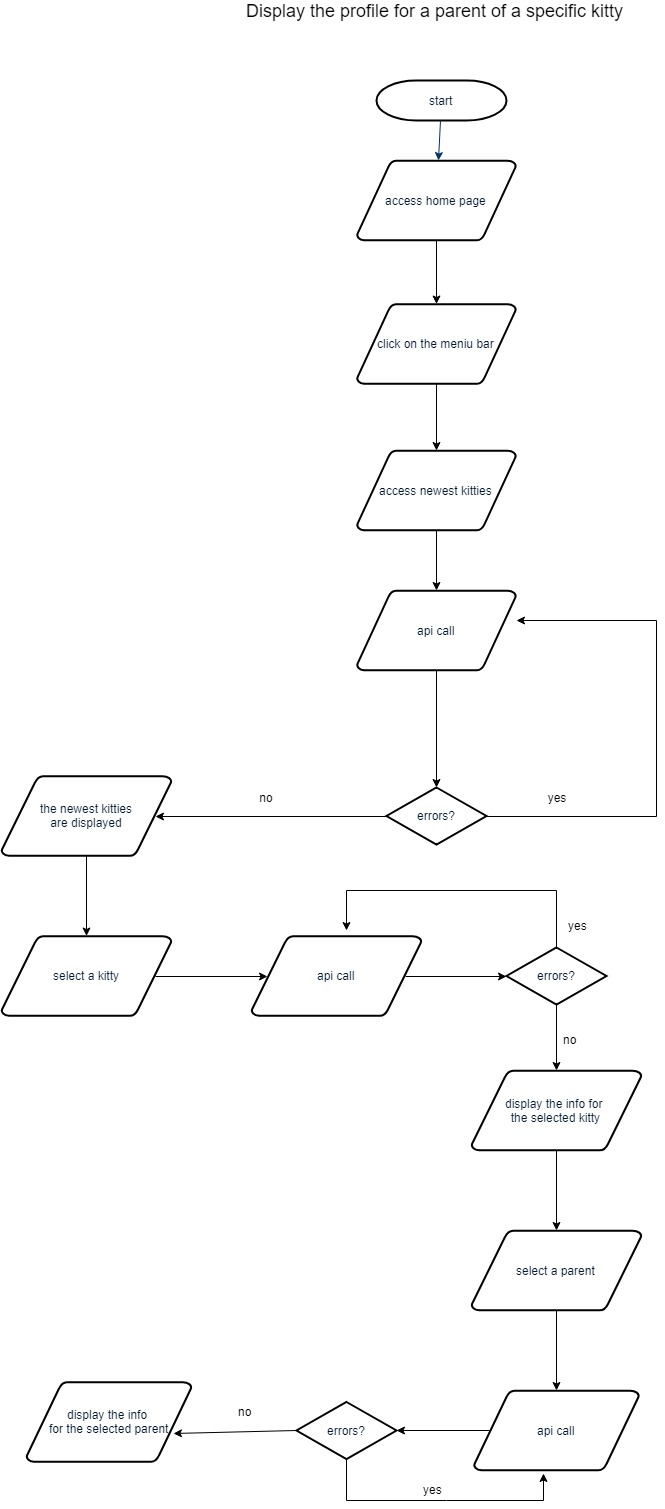 Display the profile for a parent of a specific kitty
start
access home page
click on the meniu bar
access newest kitties
api call
errors?
no
yes
the newest kitties
are displayed
select a kitty
api call
errors?
yes
no
display the info for
the selected kitty
select a parent
api call
errors?
no
yes
display the info
for the selected parent